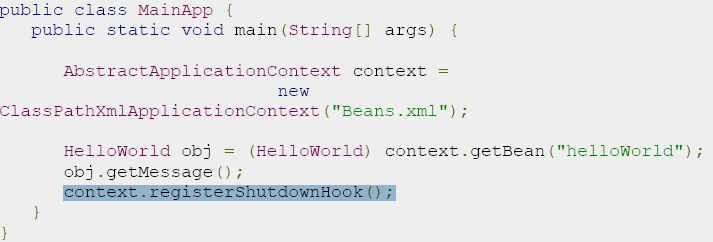 public class MainApp {
public static void main(String[] args) {
AbstractApplicationContext context =
new
ClassPathXmlApplicationContext("Beans.xml");
HelloWorld obj = (HelloWorld) context.getBean("helloWorld");
obj.getMessage();
context.registerShutdownHook();
}
}